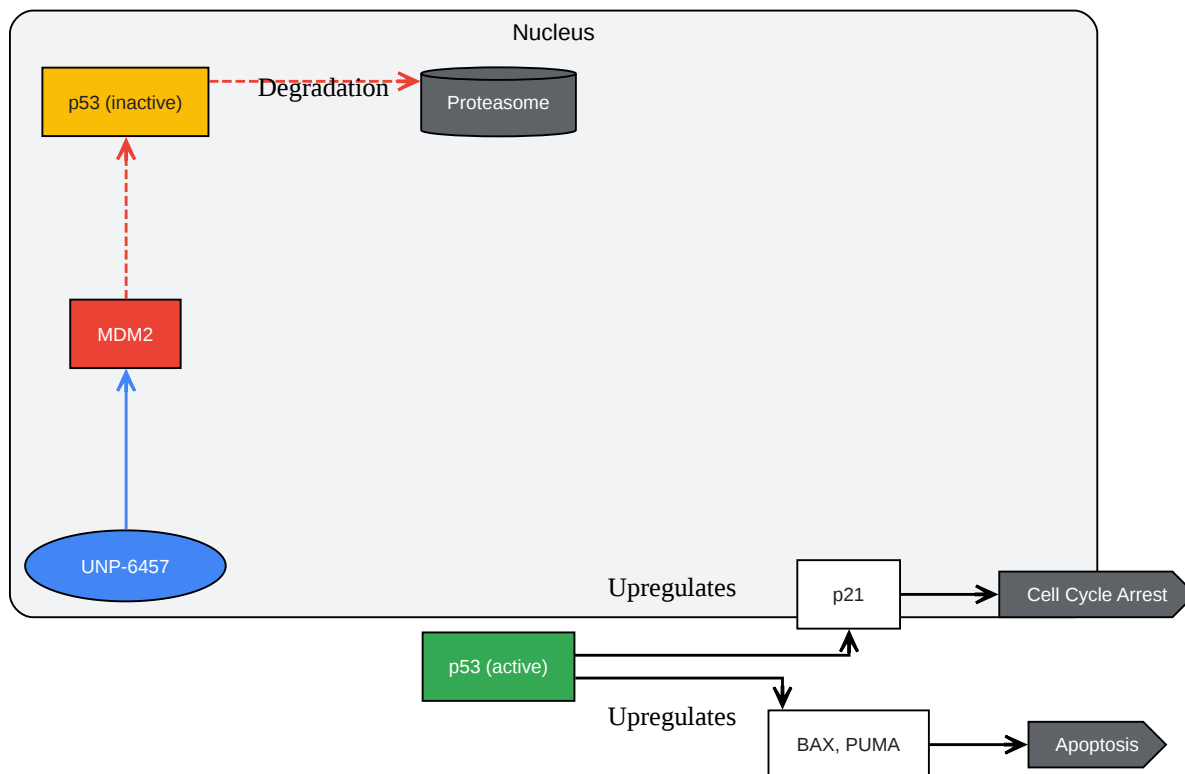 Nucleus
p53 (inactive)
Degradation
Proteasome
MDM2
UNP-6457
Upregulates
p21
Cell Cycle Arrest
p53 (active)
Upregulates
BAX, PUMA
Apoptosis